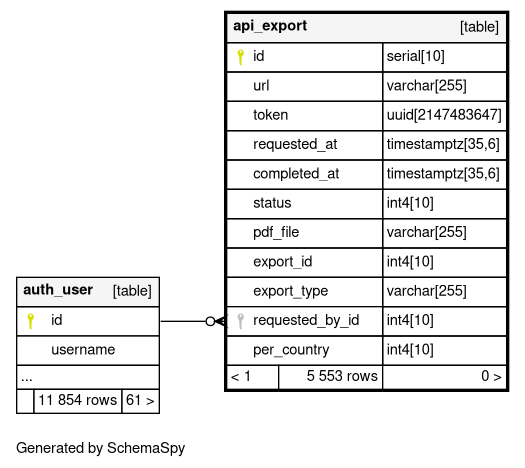 api_export [table]
id serial[10]
url varchar[255]
token uuid[2147483647]
requested_at timestamptz[35,6]
completed_at timestamptz[35,6]
status int4[10]
pdf_file varchar[255]
export_id int4[10]
export_type varchar[255]
requested_by_id int4[10]
per_country int4[10]
< 1 5 553 rows 0 >
auth_user [table]
id
username
...
11 854 rows 61 >
Generated by SchemaSpy